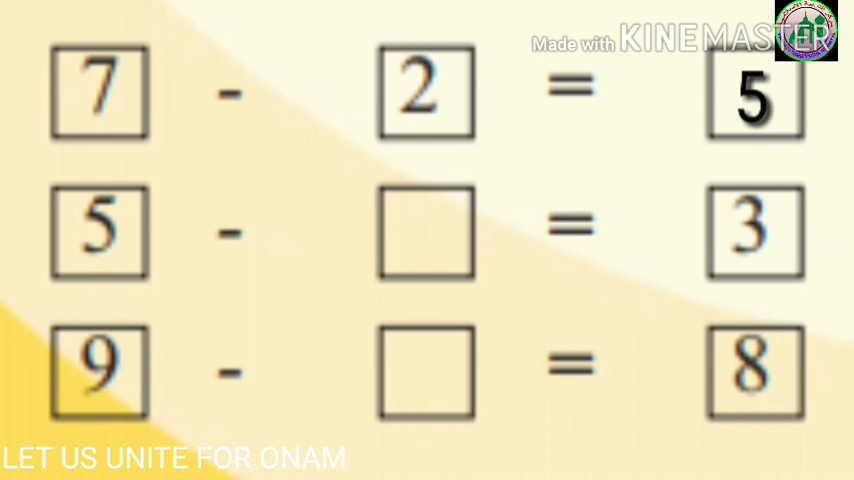 Made with KINEMASTER
7 - 2 = 5
5 - = 3
9 - = 8
LET US UNITE FOR ONAM